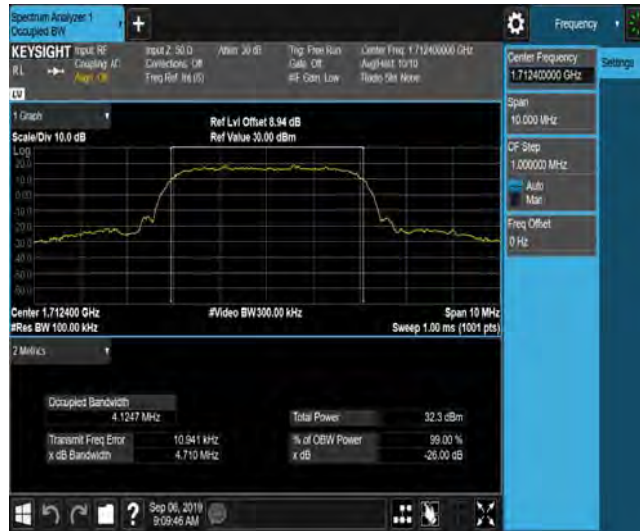 Spectrum Analyzer 1
Occupied BW
Frequency
KEYSIGHT Input: RF Input Z: 50 Ω Atten: 30 dB Trig: Free Run Center Freq: 1.712400000 GHz
R L Coupling: AC Corrections: Off Gate: Off Avg|Hold: 10/10
Align: Off Freq Ref: Int (S) #IF Gain: Low Radio Std: None
LV
Center Frequency
1.712400000 GHz
Settings
Span
10.000 MHz
CF Step
1.000000 MHz
Auto
Man
Freq Offset
0 Hz
1 Graph
Ref Lvl Offset 8.94 dB
Scale/Div 10.0 dB Ref Value 30.00 dBm
Log
20.0
10.0
0.00
Center 1.712400 GHz #Video BW 300.00 kHz Span 10 MHz
#Res BW 100.00 kHz Sweep 1.00 ms (1001 pts)
2 Metrics
Occupied Bandwidth
4.1247 MHz
Total Power 32.3 dBm
Transmit Freq Error 10.941 kHz % of OBW Power 99.00 %
x dB Bandwidth 4.710 MHz x dB -26.00 dB
Sep 06, 2019
9:09:46 AM